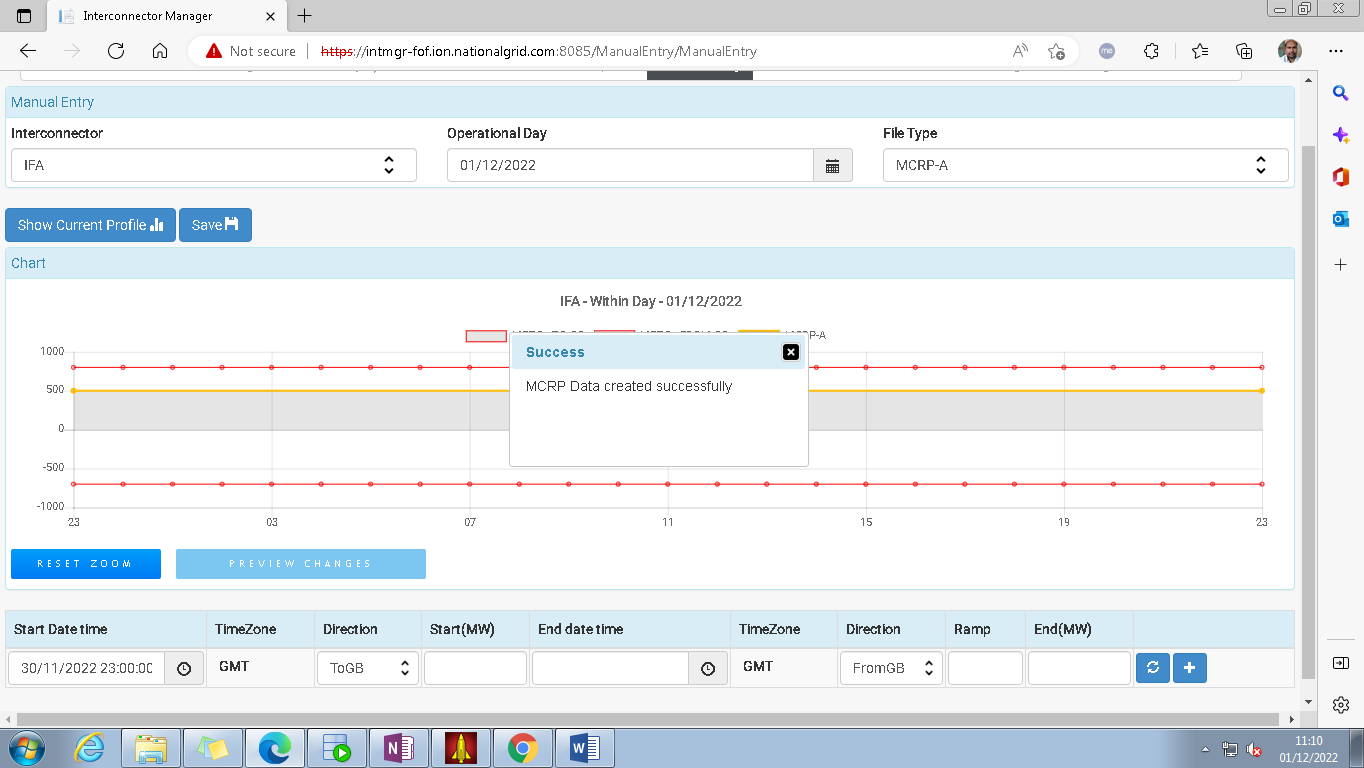 Interconnector Manager
Not secure https://intmgr-fof.ion.nationalgrid.com:8085/ManualEntry/ManualEntry
Manual Entry
Interconnector Operational Day File Type
IFA 01/12/2022 MCRP-A
Show Current Profile Save
Chart
IFA - Within Day - 01/12/2022
RP-A
Success
MCRP Data created successfully
1000
500
0
-500
-1000
23 03 07 11 15 19 23
RESET ZOOM PREVIEW CHANGES
Start Date time TimeZone Direction Start(MW) End date time TimeZone Direction Ramp End(MW)
30/11/2022 23:00:00 GMT ToGB GMT FromGB
11:10
01/12/2022